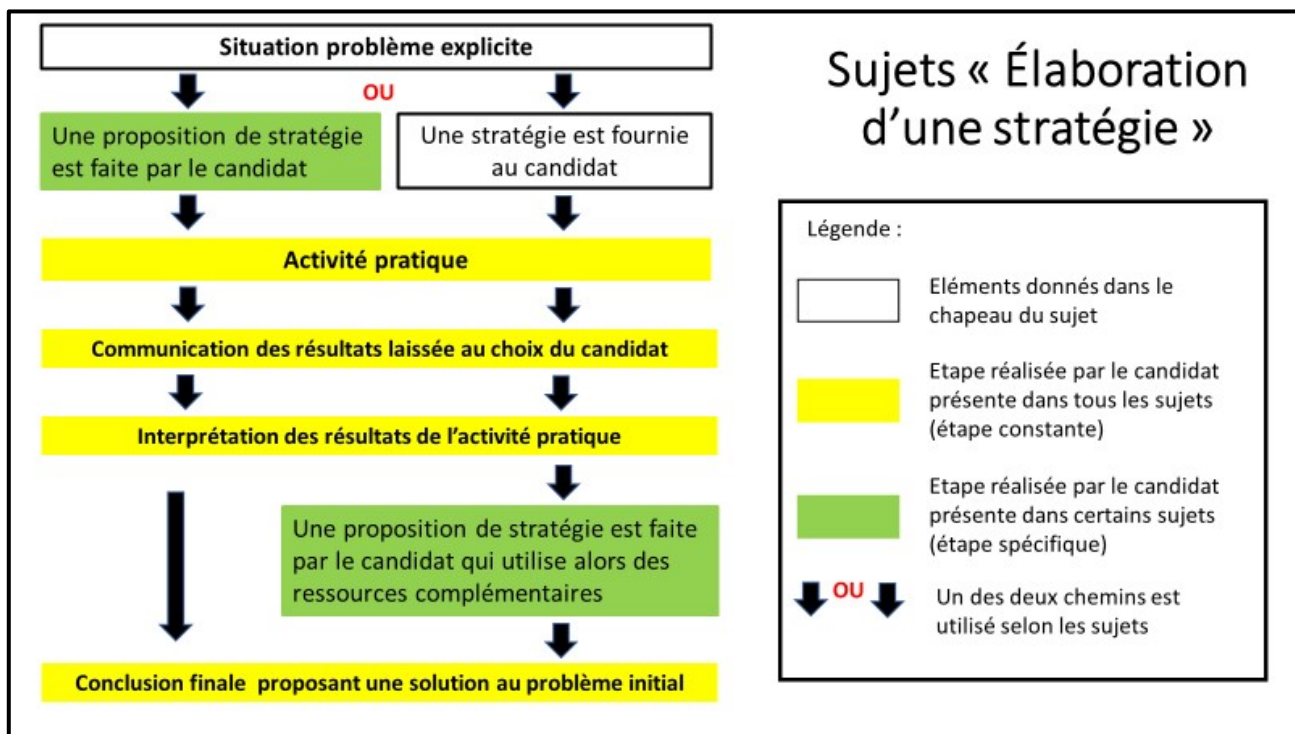 Situation problème explicite
OU
Une proposition de stratégie
est faite par le candidat
Une stratégie est fournie
au candidat
Activité pratique
Communication des résultats laissée au choix du candidat
Interprétation des résultats de l'activité pratique
Une proposition de stratégie est faite
par le candidat qui utilise alors des
ressources complémentaires
Conclusion finale proposant une solution au problème initial
Sujets « Élaboration
d'une stratégie »
Légende :
Eléments donnés dans le
chapeau du sujet
Etape réalisée par le candidat
présente dans tous les sujets
(étape constante)
Etape réalisée par le candidat
présente dans certains sujets
(étape spécifique)
OU
Un des deux chemins est
utilisé selon les sujets